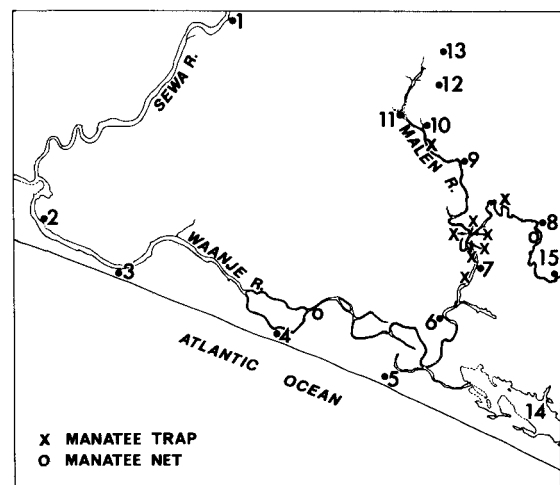 1
13
12
SEWA R.
11
10
MALEN R.
9
X
X
2
X
8
X
X
O
X
X
WAANJE R.
X
7
15
3
O
6
4
ATLANTIC OCEAN
5
14
X MANATEE TRAP
O MANATEE NET